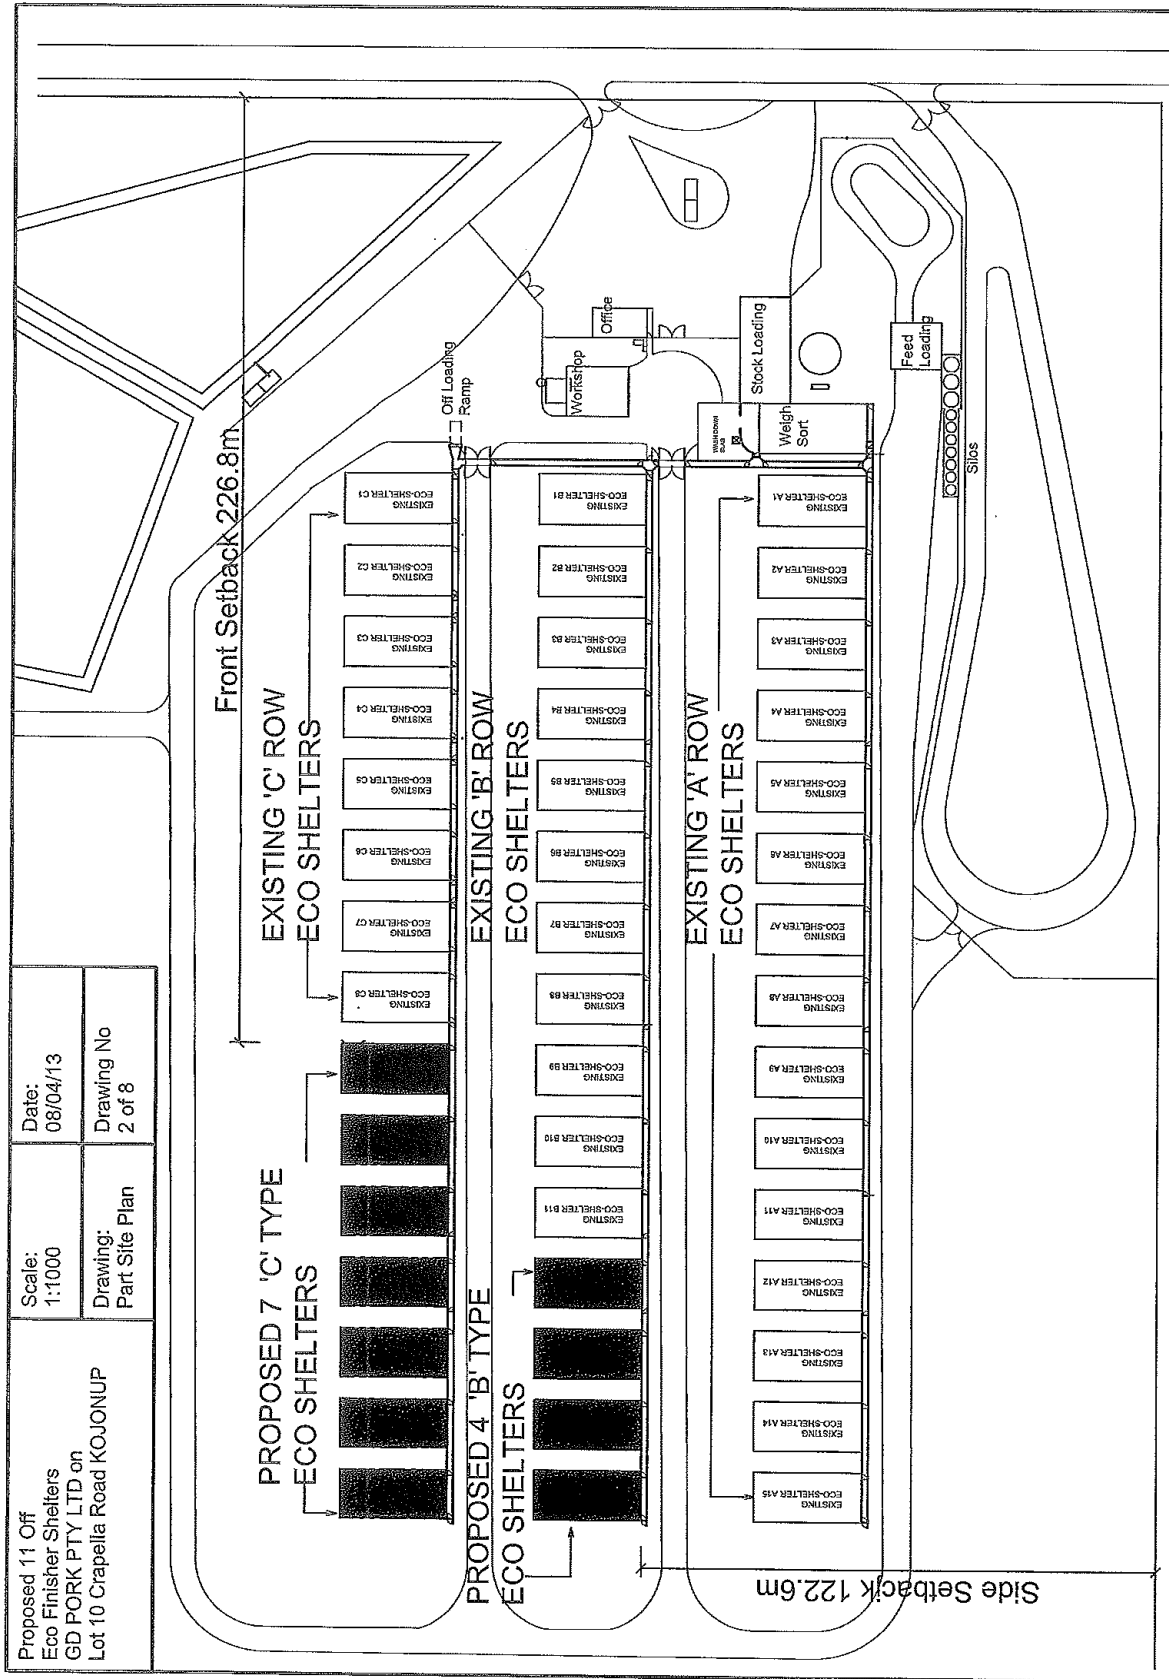 Proposed 11 Off
Eco Finisher Shelters
GD PORK PTY LTD on
Lot 10 Crapella Road KOJONUP
Scale:
1:1000
Date:
08/04/13
Drawing:
Part Site Plan
Drawing No
2 of 8
Front Setback 226.8m
PROPOSED 7 'C' TYPE
ECO SHELTERS
EXISTING 'C' ROW
ECO SHELTERS
EXISTING
ECO-SHELTER C8
EXISTING
ECO-SHELTER C7
EXISTING
ECO-SHELTER C6
EXISTING
ECO-SHELTER C5
EXISTING
ECO-SHELTER C4
EXISTING
ECO-SHELTER C3
EXISTING
ECO-SHELTER C2
EXISTING
ECO-SHELTER C1
Off Loading
Ramp
PROPOSED 4 'B' TYPE
ECO SHELTERS
EXISTING 'B' ROW
ECO SHELTERS
EXISTING
ECO-SHELTER B11
EXISTING
ECO-SHELTER B10
EXISTING
ECO-SHELTER B9
EXISTING
ECO-SHELTER B8
EXISTING
ECO-SHELTER B7
EXISTING
ECO-SHELTER B6
EXISTING
ECO-SHELTER B5
EXISTING
ECO-SHELTER B4
EXISTING
ECO-SHELTER B3
EXISTING
ECO-SHELTER B2
EXISTING
ECO-SHELTER B1
Workshop
Office
EXISTING 'A' ROW
ECO SHELTERS
EXISTING
ECO-SHELTER A15
EXISTING
ECO-SHELTER A14
EXISTING
ECO-SHELTER A13
EXISTING
ECO-SHELTER A12
EXISTING
ECO-SHELTER A11
EXISTING
ECO-SHELTER A10
EXISTING
ECO-SHELTER A9
EXISTING
ECO-SHELTER A8
EXISTING
ECO-SHELTER A7
EXISTING
ECO-SHELTER A6
EXISTING
ECO-SHELTER A5
EXISTING
ECO-SHELTER A4
EXISTING
ECO-SHELTER A3
EXISTING
ECO-SHELTER A2
EXISTING
ECO-SHELTER A1
WASH DOWN
SLAB
Weigh
Sort
Stock Loading
Feed
Loading
Silos
Side Setback 122.6m